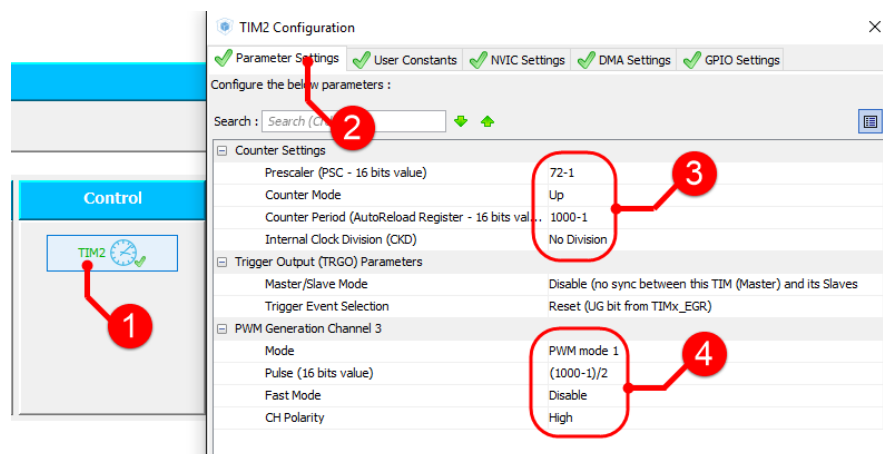 TIM2 Configuration
Parameter Settings User Constants NVIC Settings DMA Settings GPIO Settings
Configure the below parameters :
Search : Search (
2
Counter Settings
Prescaler (PSC - 16 bits value) 72-1
3
Control
Counter Mode Up
Counter Period (AutoReload Register - 16 bits val... 1000-1
Internal Clock Division (CKD) No Division
TIM2
Trigger Output (TRGO) Parameters
Master/Slave Mode Disable (no sync between this TIM (Master) and its Slaves
Trigger Event Selection Reset (UG bit from TIMx_EGR)
1
PWM Generation Channel 3
Mode PWM mode 1
4
Pulse (16 bits value) (1000-1)/2
Fast Mode Disable
CH Polarity High